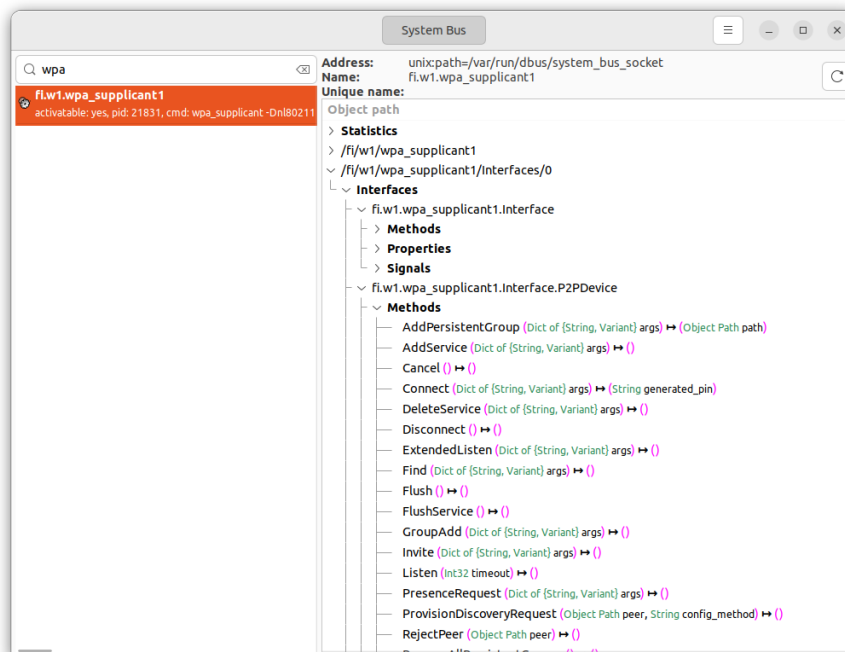 System Bus
wpa
fi.w1.wpa_supplicant1
activatable: yes, pid: 21831, cmd: wpa_supplicant -Dnl80211
Address: unix:path=/var/run/dbus/system_bus_socket
Name: fi.w1.wpa_supplicant1
Unique name:
Object path
Statistics
/fi/w1/wpa_supplicant1
/fi/w1/wpa_supplicant1/Interfaces/0
Interfaces
fi.w1.wpa_supplicant1.Interface
Methods
Properties
Signals
fi.w1.wpa_supplicant1.Interface.P2PDevice
Methods
AddPersistentGroup (Dict of {String, Variant} args) ↦ (Object Path path)
AddService (Dict of {String, Variant} args) ↦ ()
Cancel () ↦ ()
Connect (Dict of {String, Variant} args) ↦ (String generated_pin)
DeleteService (Dict of {String, Variant} args) ↦ ()
Disconnect () ↦ ()
ExtendedListen (Dict of {String, Variant} args) ↦ ()
Find (Dict of {String, Variant} args) ↦ ()
Flush () ↦ ()
FlushService () ↦ ()
GroupAdd (Dict of {String, Variant} args) ↦ ()
Invite (Dict of {String, Variant} args) ↦ ()
Listen (Int32 timeout) ↦ ()
PresenceRequest (Dict of {String, Variant} args) ↦ ()
ProvisionDiscoveryRequest (Object Path peer, String config_method) ↦ ()
RejectPeer (Object Path peer) ↦ ()